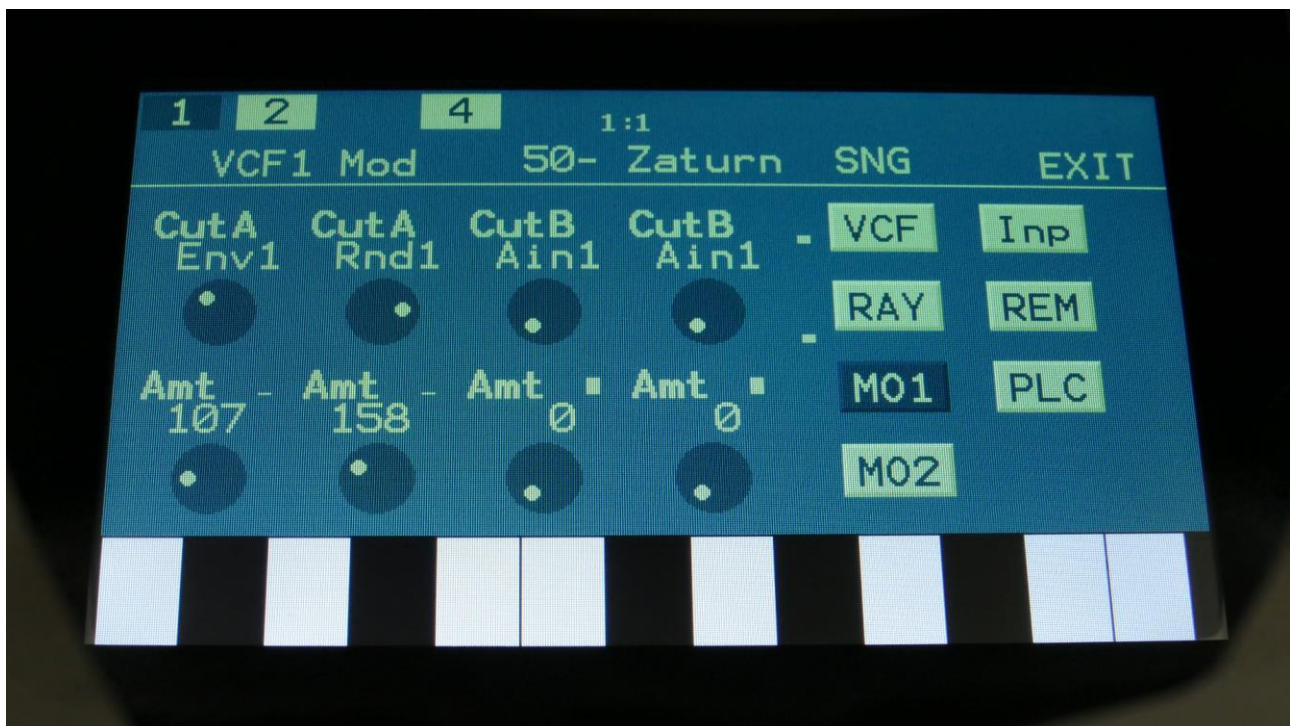 1 2 4 1:1
VCF1 Mod 50- Zaturn SNG EXIT
CutA CutA CutB CutB VCF Inp
Env1 Rnd1 Ain1 Ain1
RAY REM
Amt Amt Amt Amt MO1 PLC
107 158 0 0
MO2